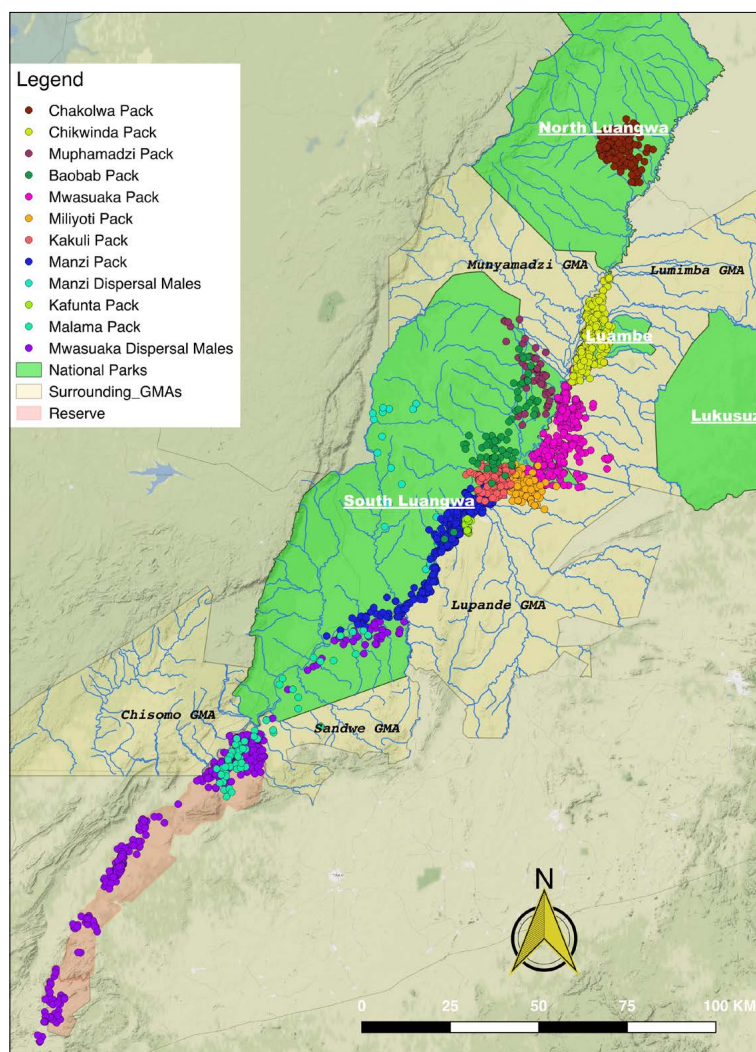 Legend
Chakolwa Pack
Chikwinda Pack
Muphamadzi Pack
Baobab Pack
Mwasuaka Pack
Miliyoti Pack
Kakuli Pack
Manzi Pack
Manzi Dispersal Males
Kafunta Pack
Malama Pack
Mwasuaka Dispersal Males
National Parks
Surrounding_GMAs
Reserve
North Luangwa
Munyamadzi GMA
Lumimba GMA
Luambe
Lukusuz
South Luangwa
Lupande GMA
Chisomo GMA
Sandwe GMA
N
0 25 50 75 100 KM